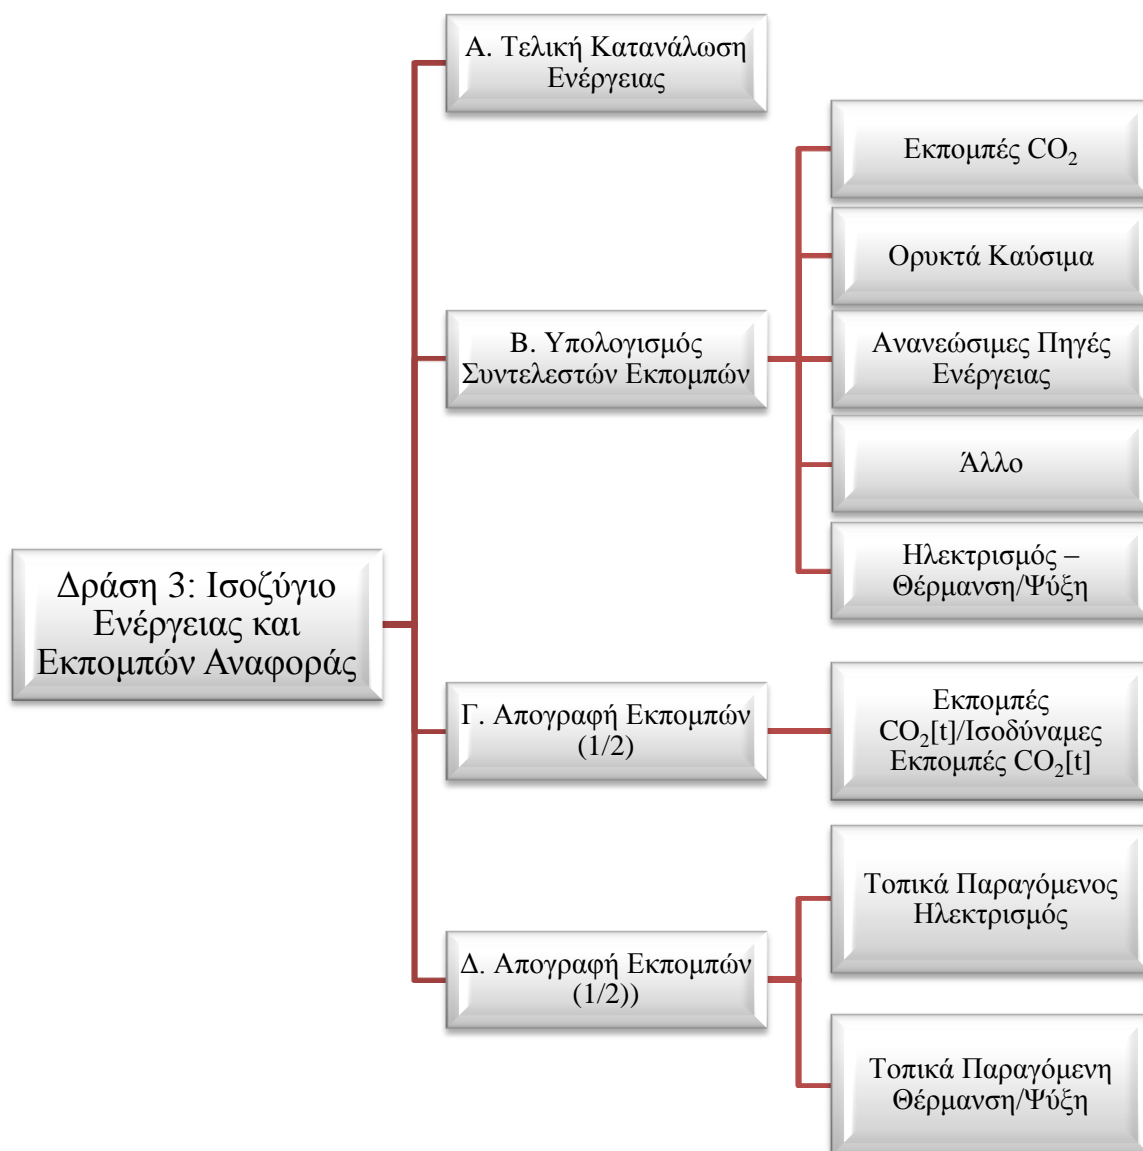 Δράση 3: Ισοζύγιο
Ενέργειας και
Εκπομπών Αναφοράς
Α. Τελική Κατανάλωση
Ενέργειας
Β. Υπολογισμός
Συντελεστών Εκπομπών
Εκπομπές CO₂
Ορυκτά Καύσιμα
Ανανεώσιμες Πηγές
Ενέργειας
Άλλο
Ηλεκτρισμός –
Θέρμανση/Ψύξη
Γ. Απογραφή Εκπομπών
(1/2)
Εκπομπές
CO₂[t]/Ισοδύναμες
Εκπομπές CO₂[t]
Δ. Απογραφή Εκπομπών
(1/2))
Τοπικά Παραγόμενος
Ηλεκτρισμός
Τοπικά Παραγόμενη
Θέρμανση/Ψύξη